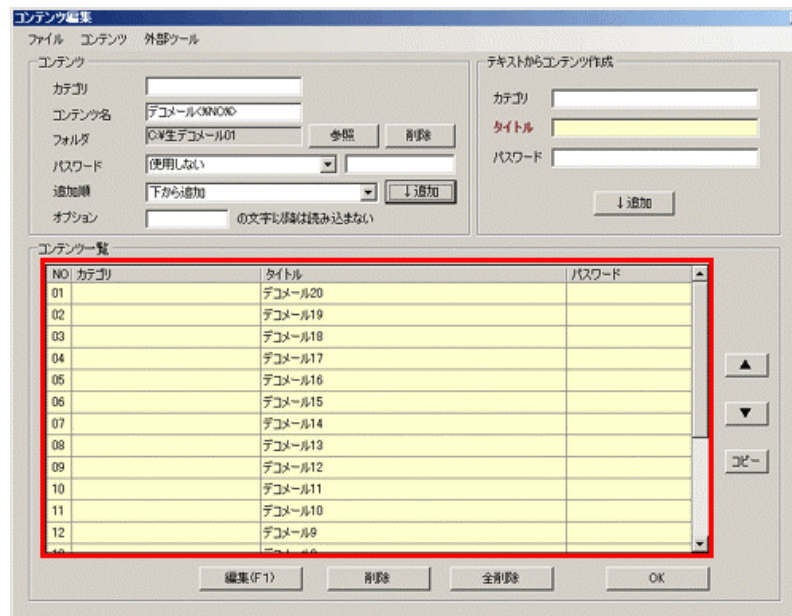 コンテンツ編集
ファイル コンテンツ 外部ツール
コンテンツ
カテゴリ
コンテンツ名 デコメール<%NO%>
フォルダ C:¥生デコメール01 参照 削除
パスワード 使用しない
追加順 下から追加 ↓追加
オプション の文字以降は読み込まない
テキストからコンテンツ作成
カテゴリ
タイトル
パスワード
↓追加
コンテンツ一覧
NO カテゴリ タイトル パスワード
01 デコメール20
02 デコメール19
03 デコメール18
04 デコメール17
05 デコメール16
06 デコメール15
07 デコメール14
08 デコメール13
09 デコメール12
10 デコメール11
11 デコメール10
12 デコメール9
コピー
編集(F1) 削除 全削除 OK